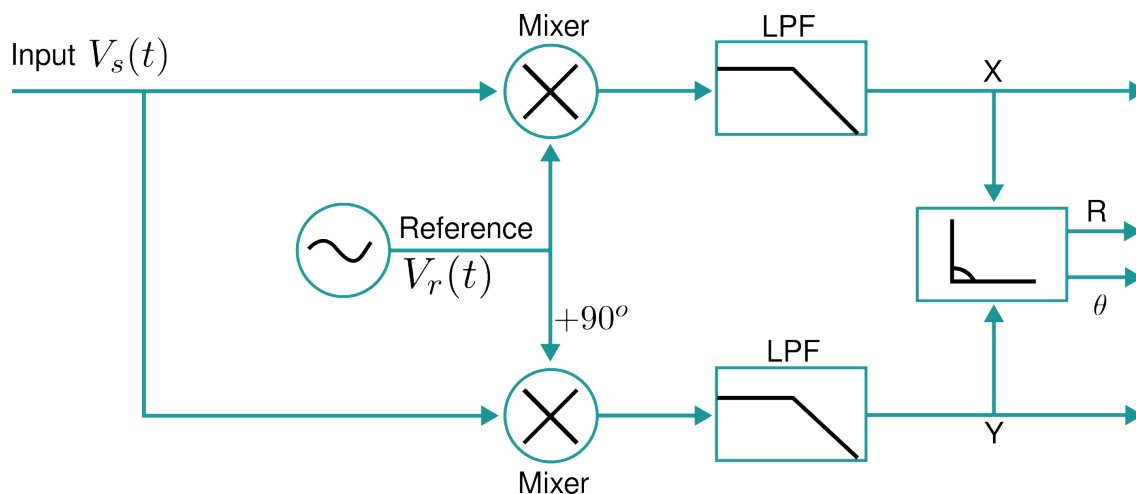 Mixer
LPF
Input V_s(t)
X
Reference
V_r(t)
R
θ
+90^o
LPF
Y
Mixer